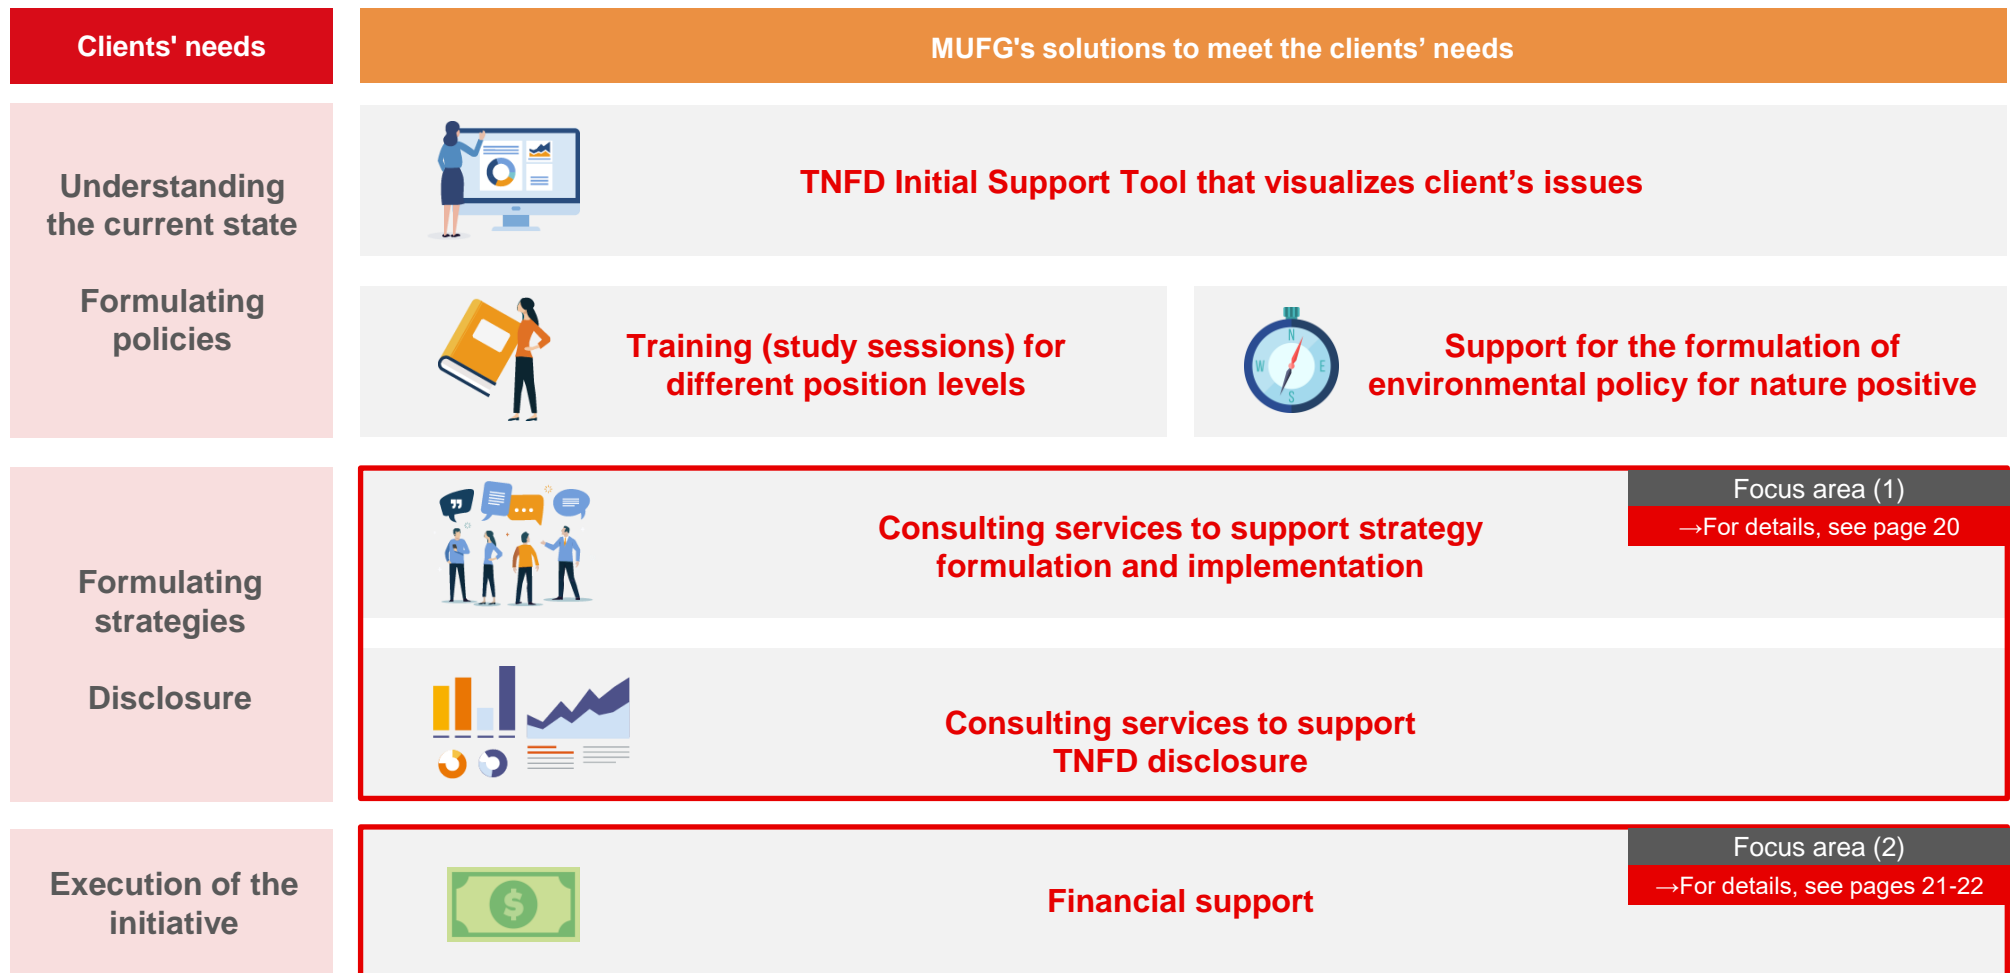 Clients' needs
MUFG's solutions to meet the clients’ needs
Understanding
the current state
Formulating
policies
TNFD Initial Support Tool that visualizes client’s issues
Training (study sessions) for
different position levels
N
W
E
S
Support for the formulation of
environmental policy for nature positive
Formulating
strategies
Disclosure
Consulting services to support strategy
formulation and implementation
Focus area (1)
→For details, see page 20
Consulting services to support
TNFD disclosure
Execution of the
initiative
$
Financial support
Focus area (2)
→For details, see pages 21-22